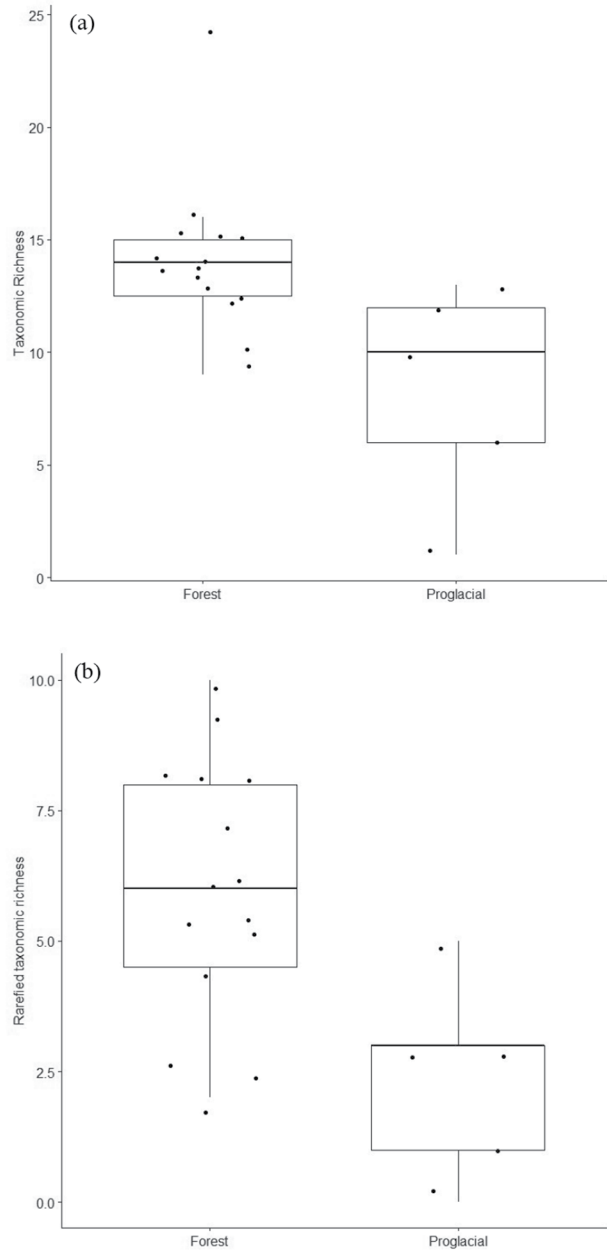 (a)
25
20
15
10
5
0
Taxonomic Richness
Forest Proglacial
(b)
10.0
7.5
5.0
2.5
0.0
Rarefied taxonomic richness
Forest Proglacial